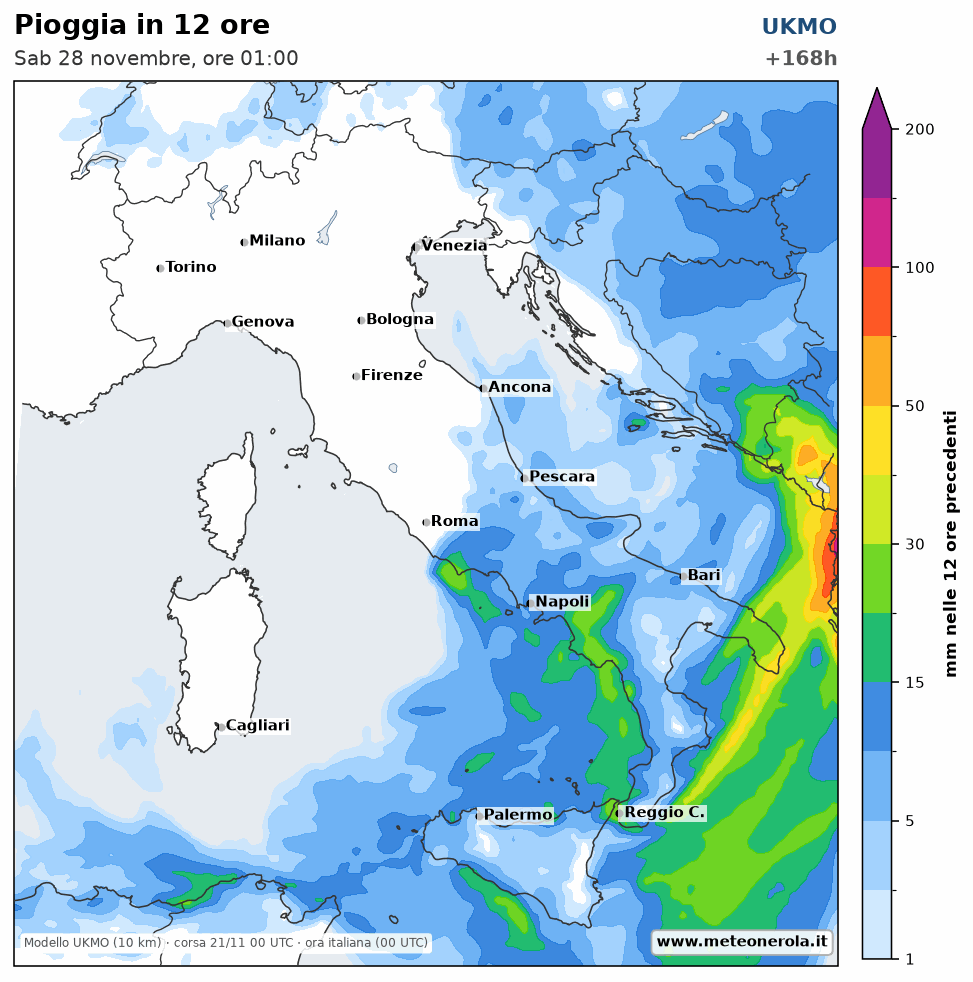 Pioggia in 12 ore
UKMO
Sab 28 novembre, ore 01:00
+168h
200
Milano
Venezia
Torino
100
Genova
Bologna
Firenze
Ancona
50
Pescara
Roma
30
Bari
Napoli
15
Cagliari
Palermo
Reggio C.
5
mm nelle 12 ore precedenti
Modello UKMO (10 km) · corsa 21/11 00 UTC · ora italiana (00 UTC)
www.meteonerola.it
1